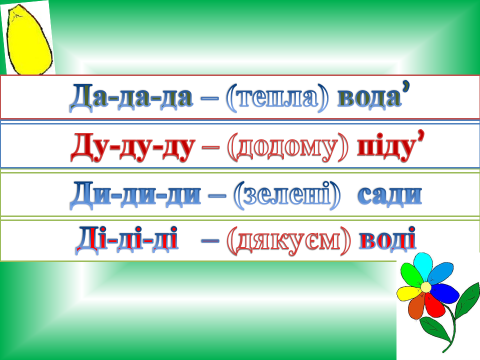 Да-да-да – (тепла) вода’
Ду-ду-ду – (додому) піду’
Ди-ди-ди – (зелені) сади
Ді-ді-лі – (дякуєм) воді